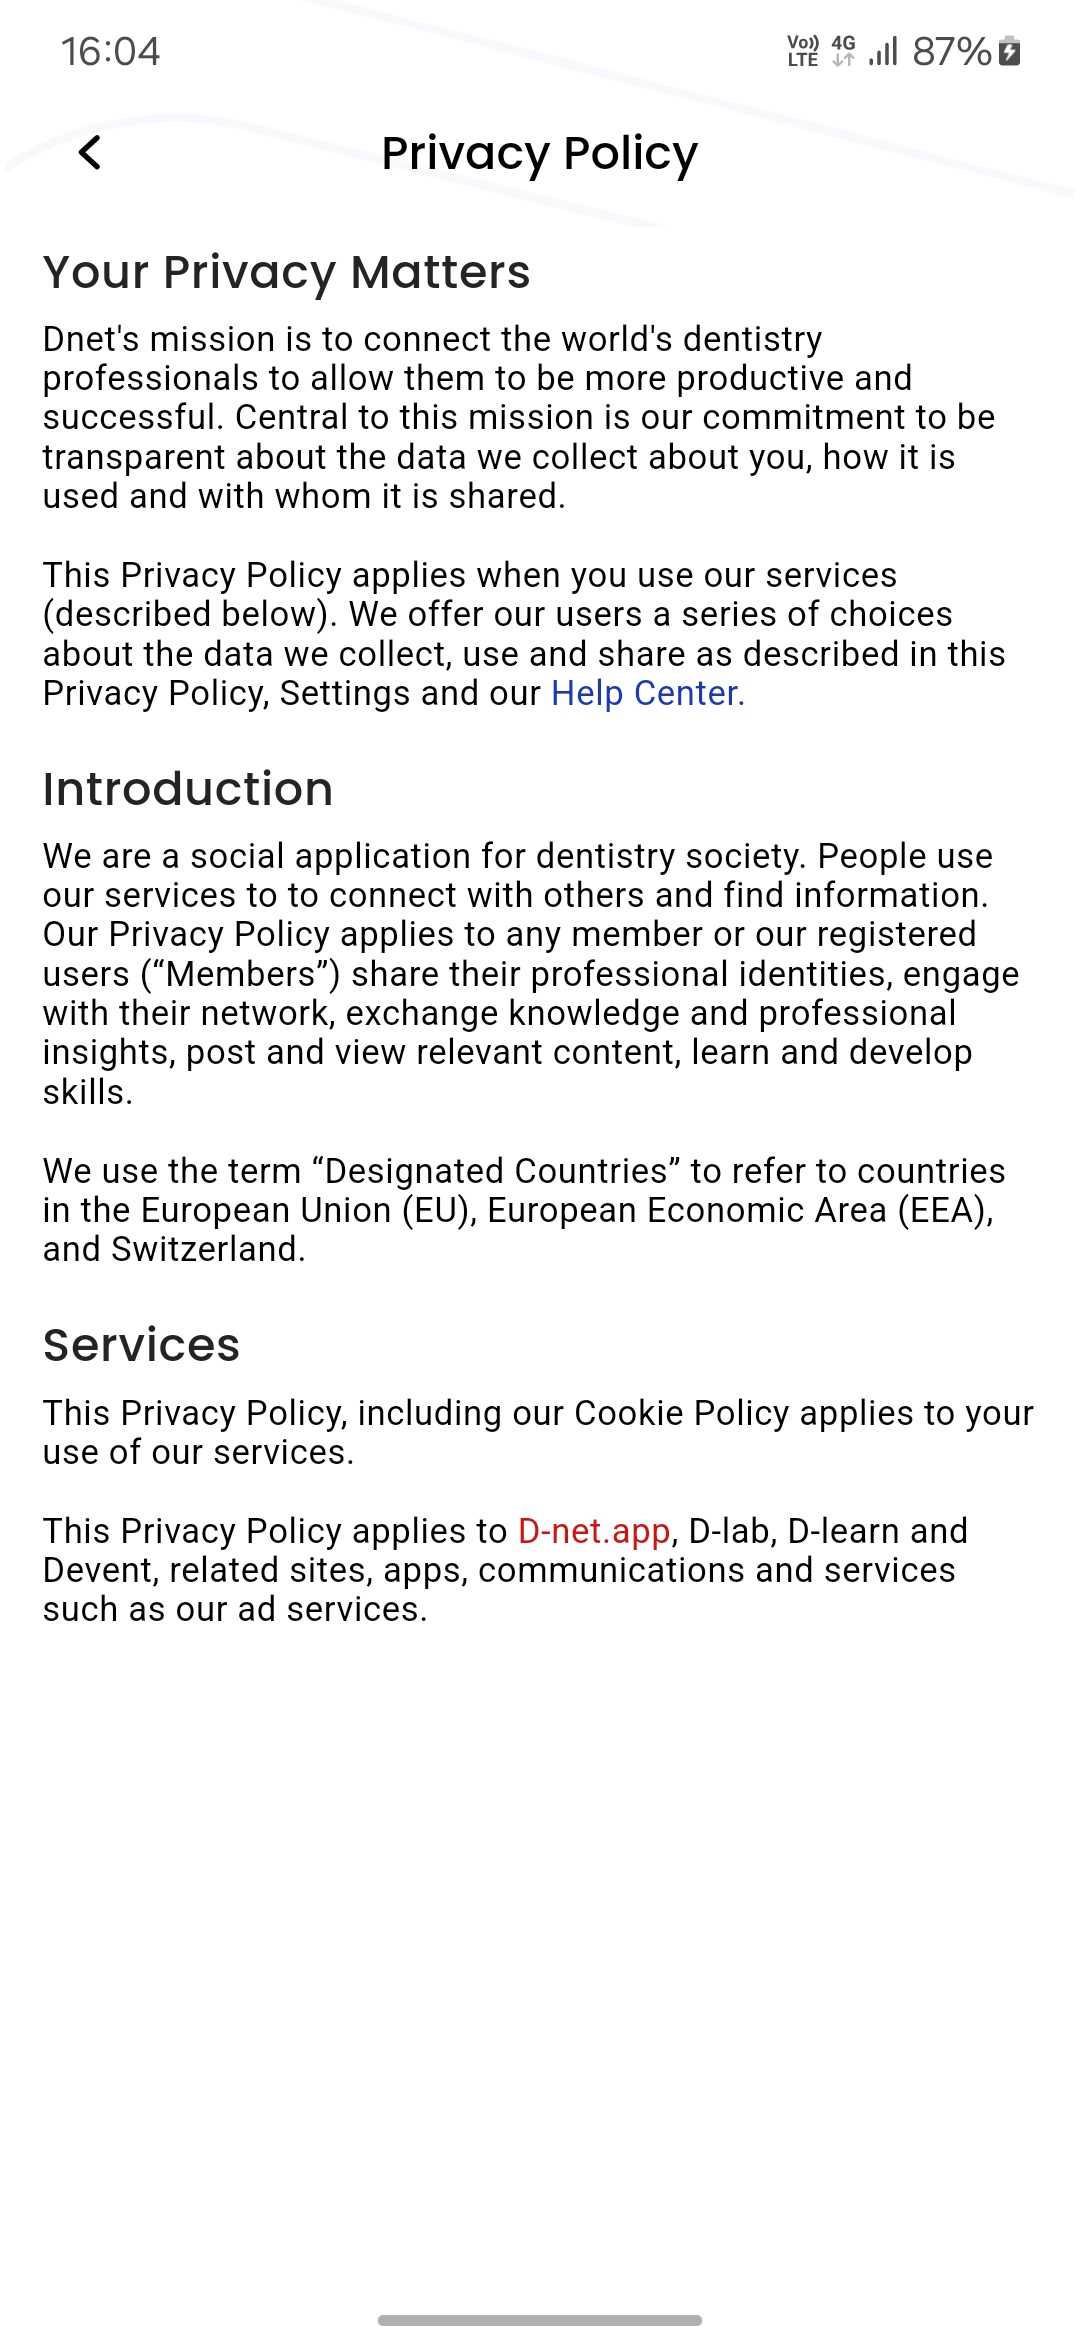 16:04
Vo)) LTE 4G 87%
Privacy Policy
Your Privacy Matters
Dnet's mission is to connect the world's dentistry
professionals to allow them to be more productive and
successful. Central to this mission is our commitment to be
transparent about the data we collect about you, how it is
used and with whom it is shared.
This Privacy Policy applies when you use our services
(described below). We offer our users a series of choices
about the data we collect, use and share as described in this
Privacy Policy, Settings and our Help Center.
Introduction
We are a social application for dentistry society. People use
our services to to connect with others and find information.
Our Privacy Policy applies to any member or our registered
users (“Members”) share their professional identities, engage
with their network, exchange knowledge and professional
insights, post and view relevant content, learn and develop
skills.
We use the term “Designated Countries” to refer to countries
in the European Union (EU), European Economic Area (EEA),
and Switzerland.
Services
This Privacy Policy, including our Cookie Policy applies to your
use of our services.
This Privacy Policy applies to D-net.app, D-lab, D-learn and
Devent, related sites, apps, communications and services
such as our ad services.